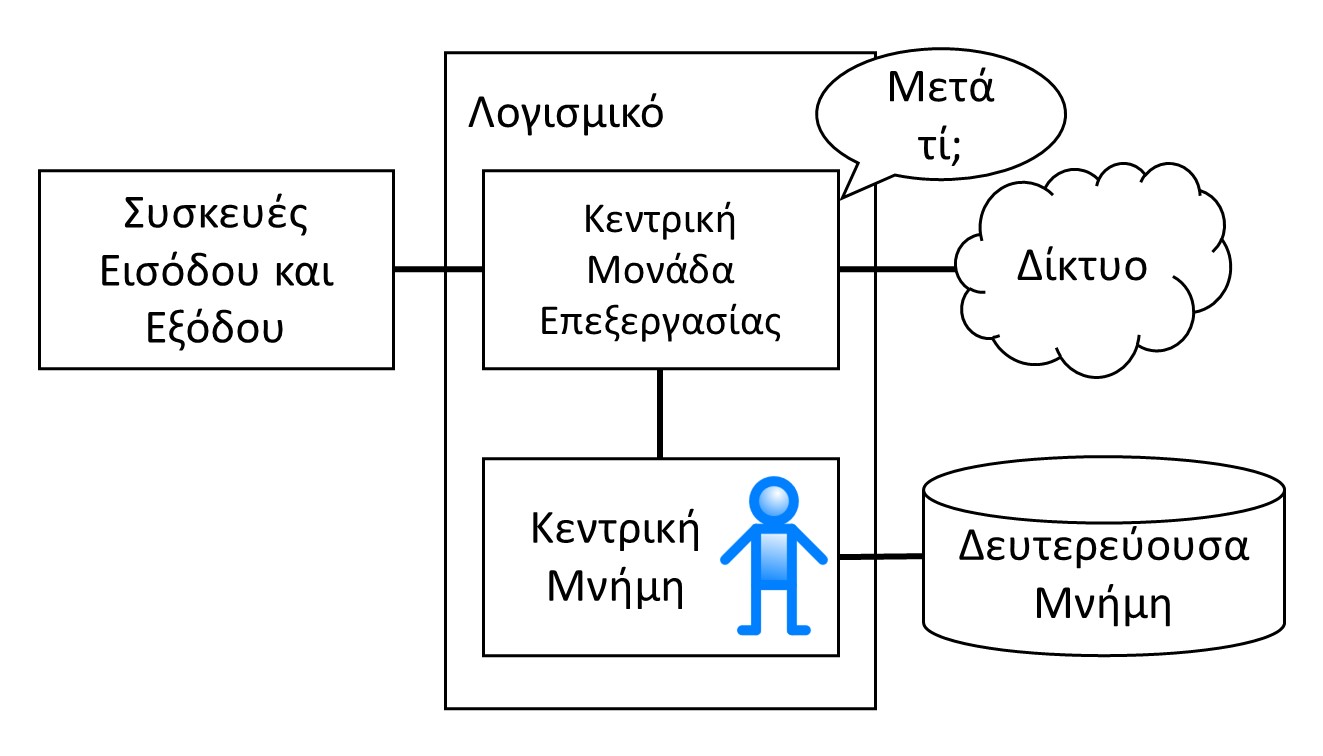 Λογισμικό
Μετά
τί;
Συσκευές
Εισόδου και
Εξόδου
Κεντρική
Μονάδα
Επεξεργασίας
Δίκτυο
Κεντρική
Μνήμη
Δευτερεύουσα
Μνήμη